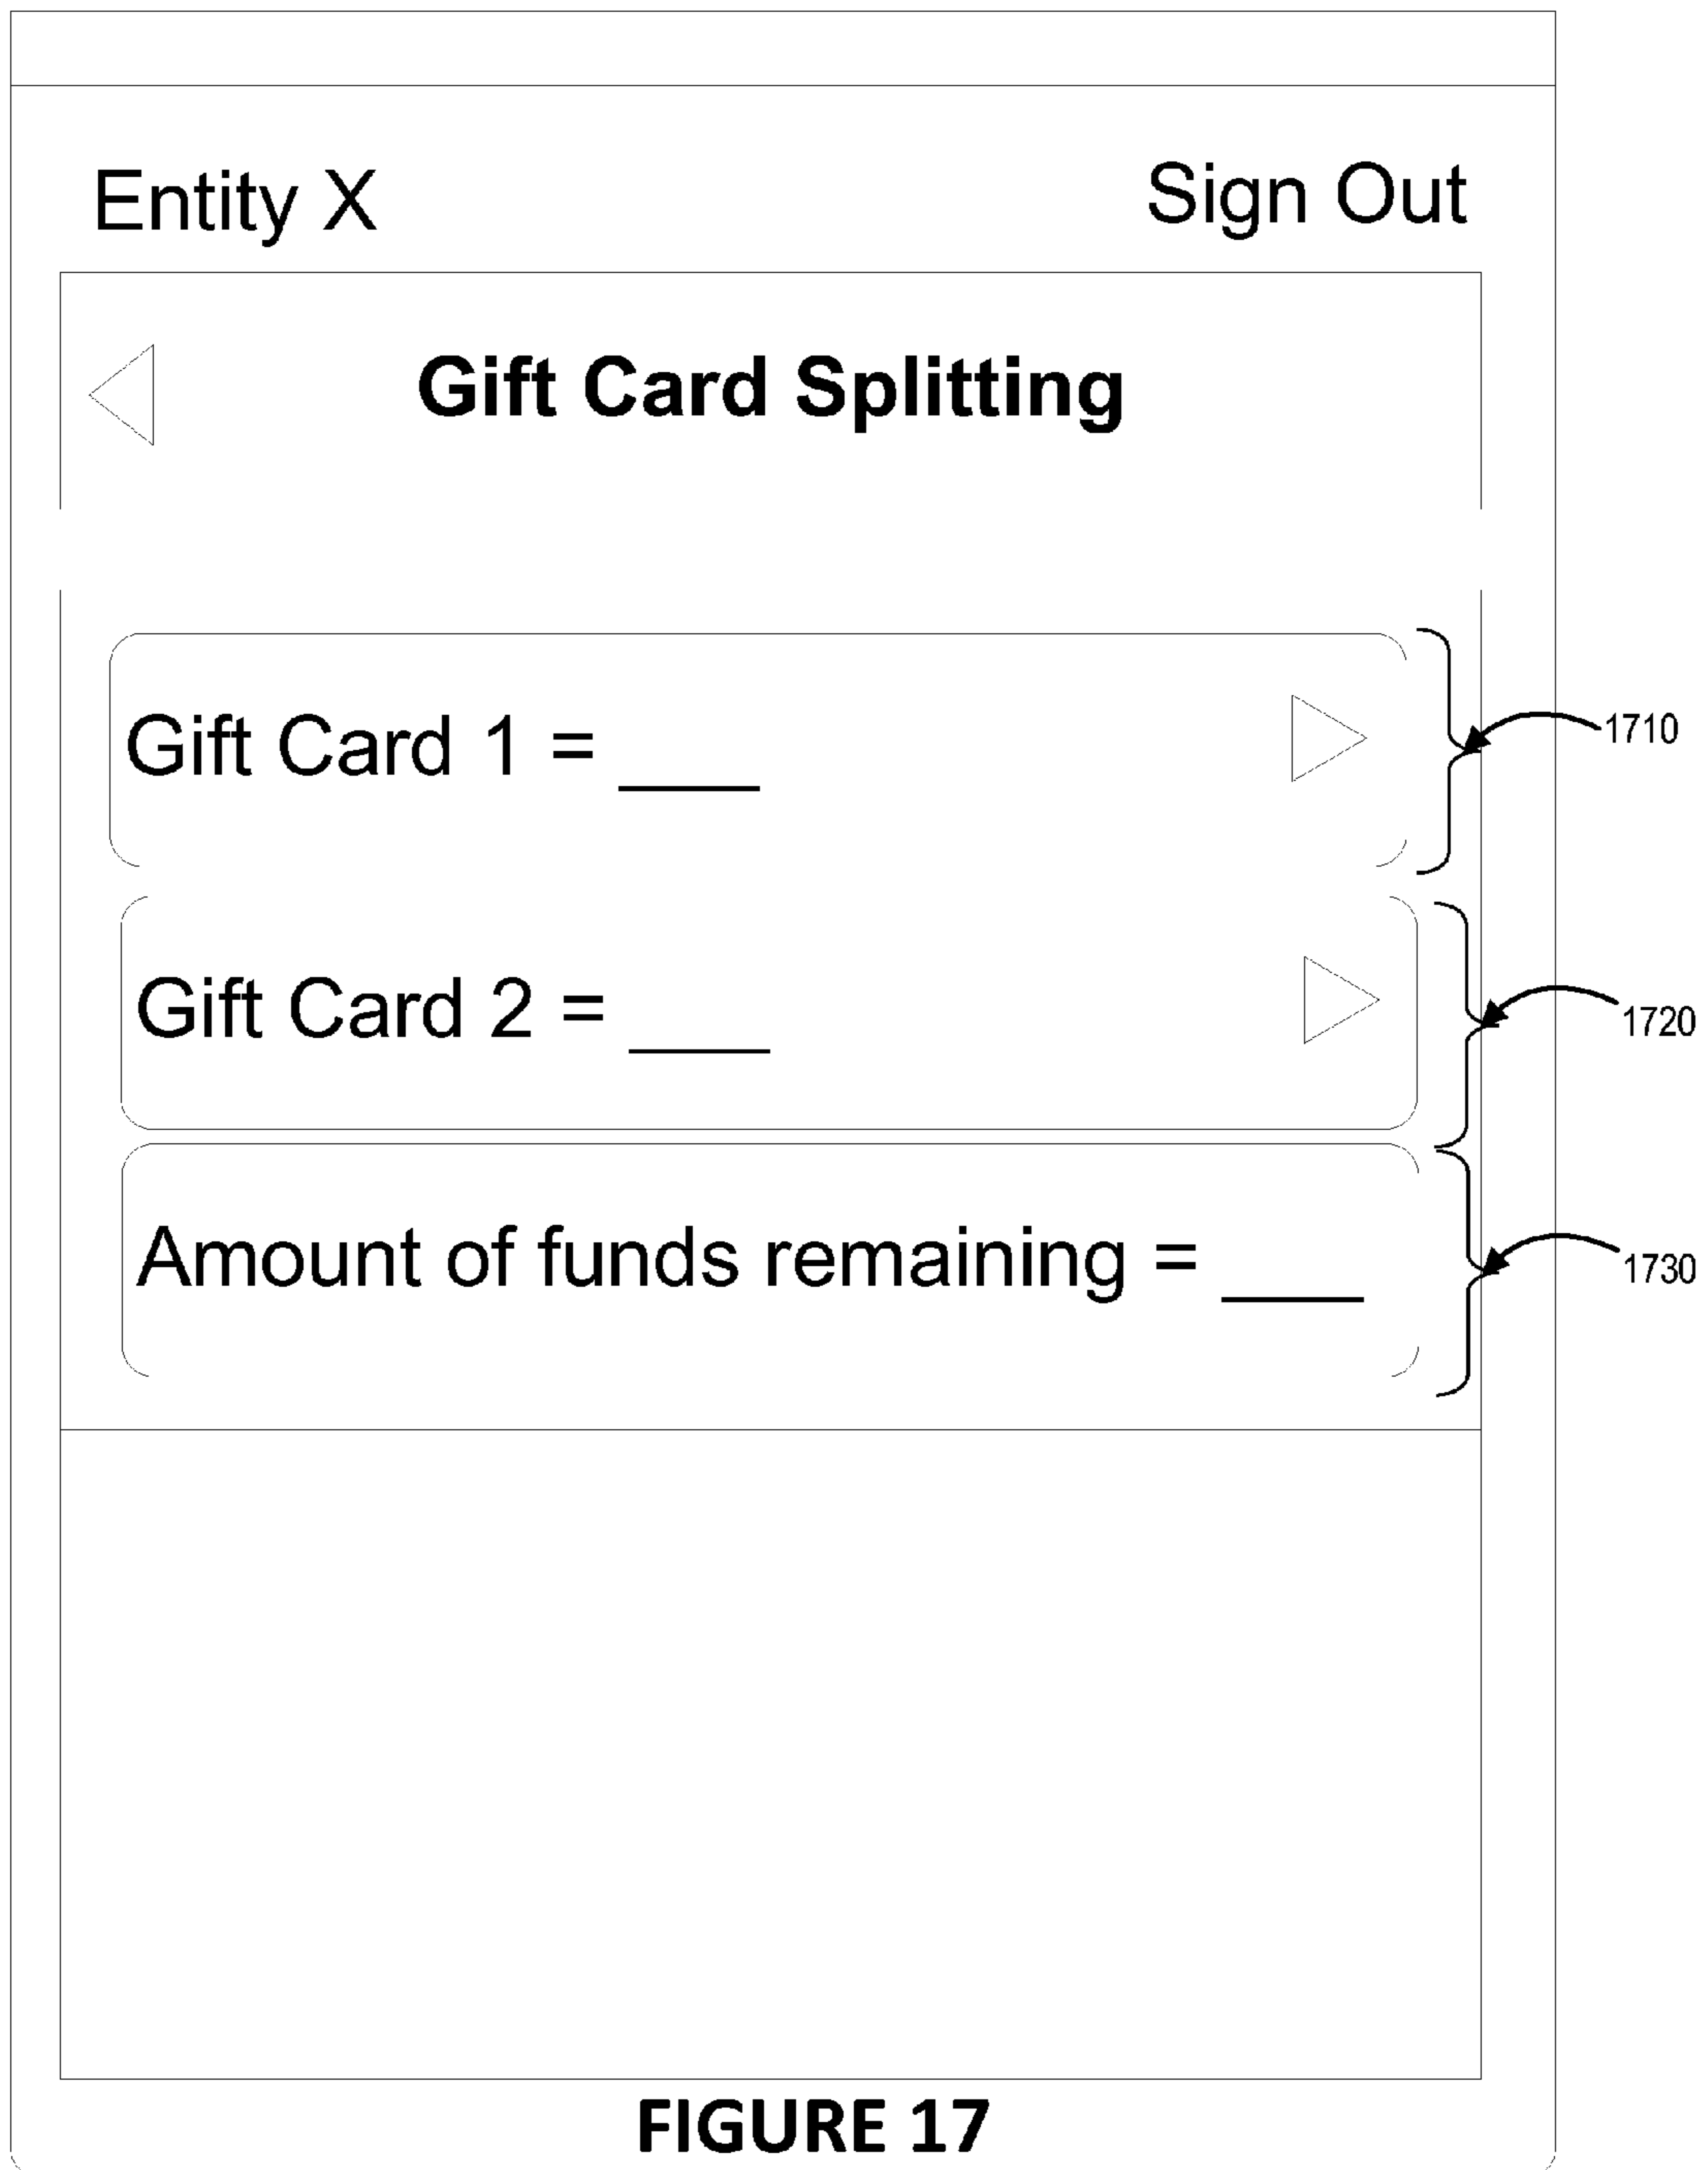 Entity X Sign Out
Gift Card Splitting
Gift Card 1 = ____ 1710
Gift Card 2 = ____ 1720
Amount of funds remaining = ____ 1730
FIGURE 17